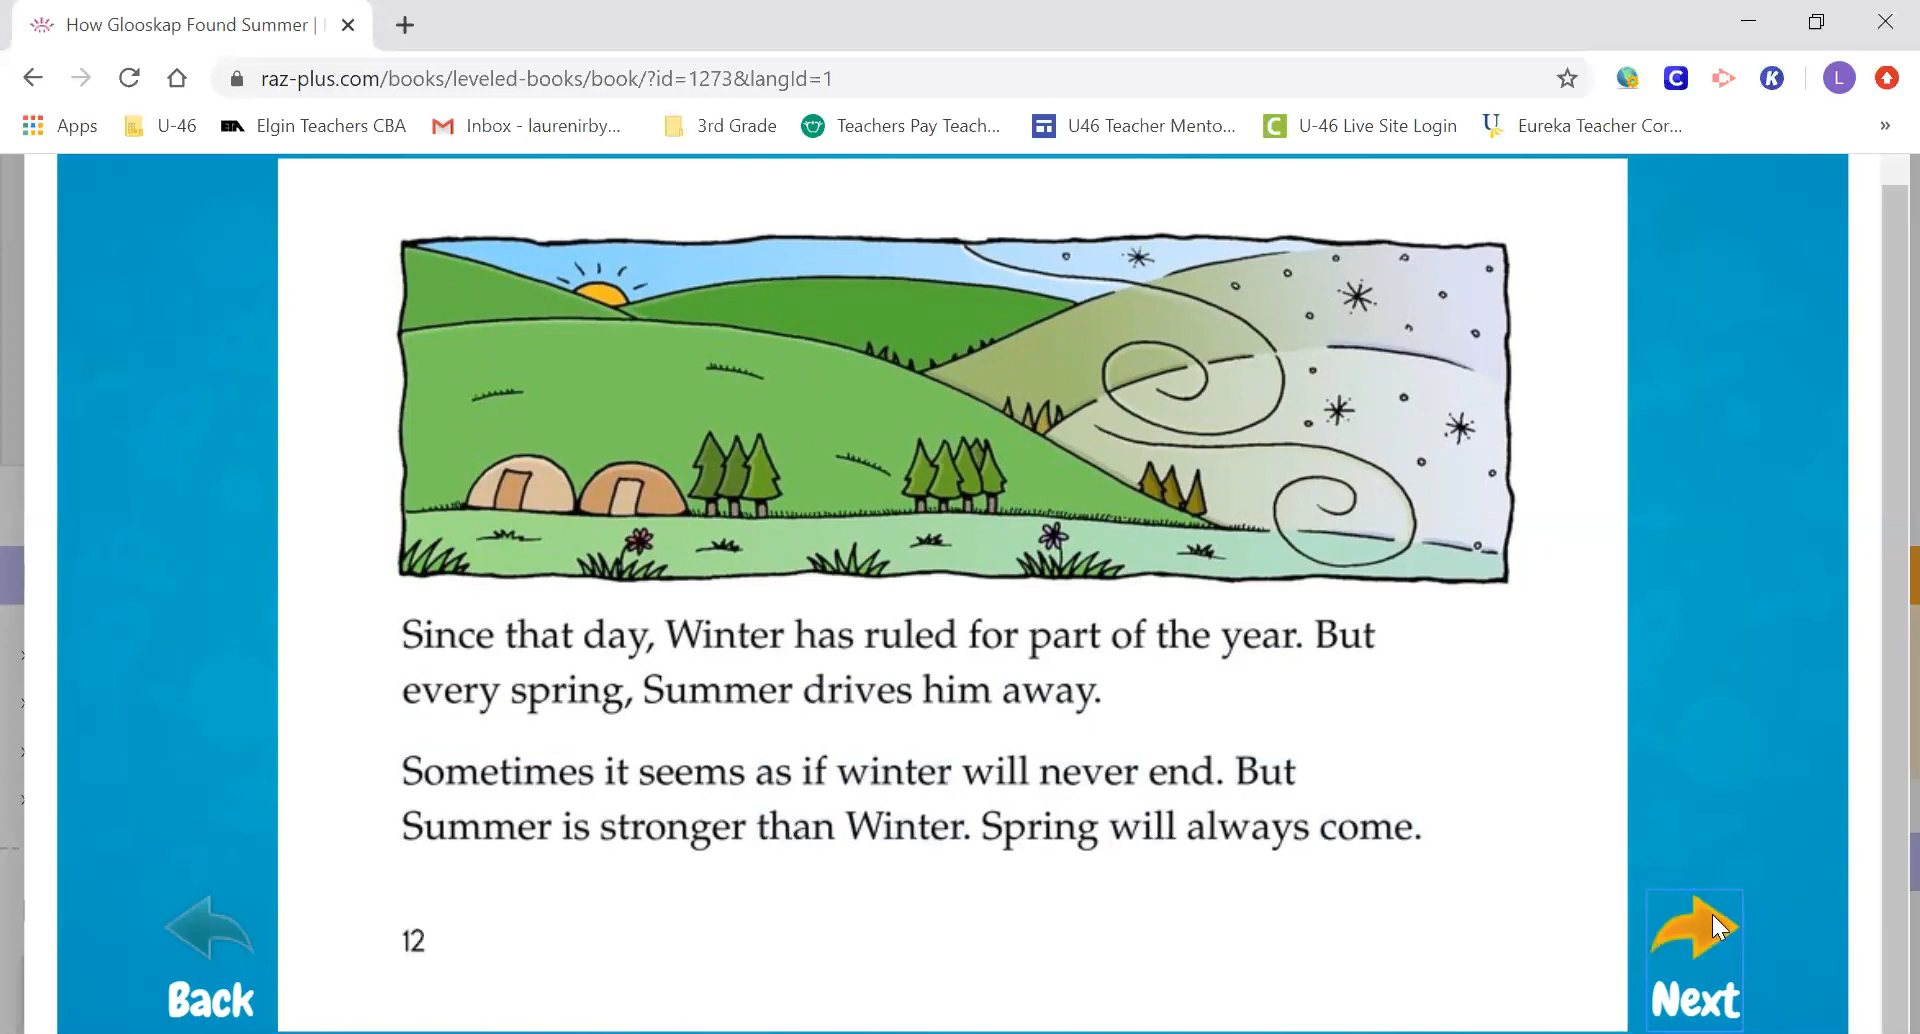 How Glooskap Found Summer |
raz-plus.com/books/leveled-books/book/?id=1273&langId=1
L
Apps
U-46
ETA
Elgin Teachers CBA
Inbox - laurenirby...
3rd Grade
Teachers Pay Teach...
U46 Teacher Mento...
U-46 Live Site Login
Eureka Teacher Cor...
»
Since that day, Winter has ruled for part of the year. But
every spring, Summer drives him away.
Sometimes it seems as if winter will never end. But
Summer is stronger than Winter. Spring will always come.
12
Back
Next